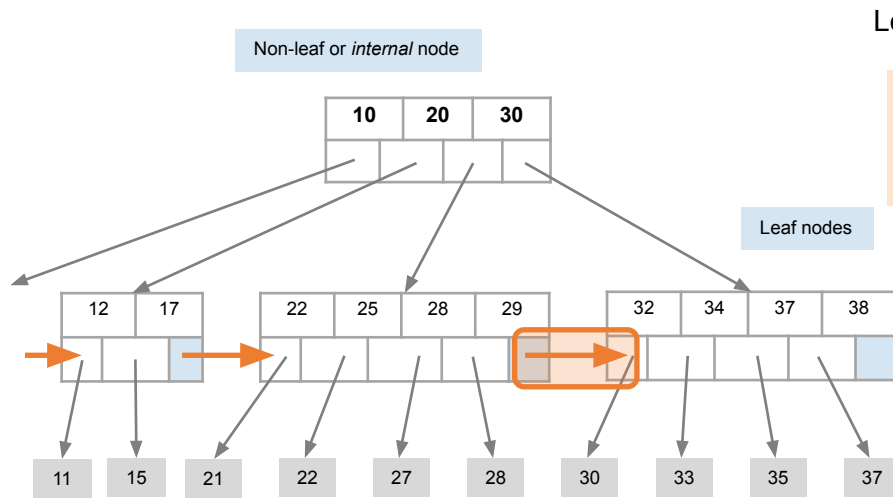 Le
Non-leaf or internal node
10 20 30
Leaf nodes
12 17 22 25 28 29 32 34 37 38
11 15 21 22 27 28 30 33 35 37